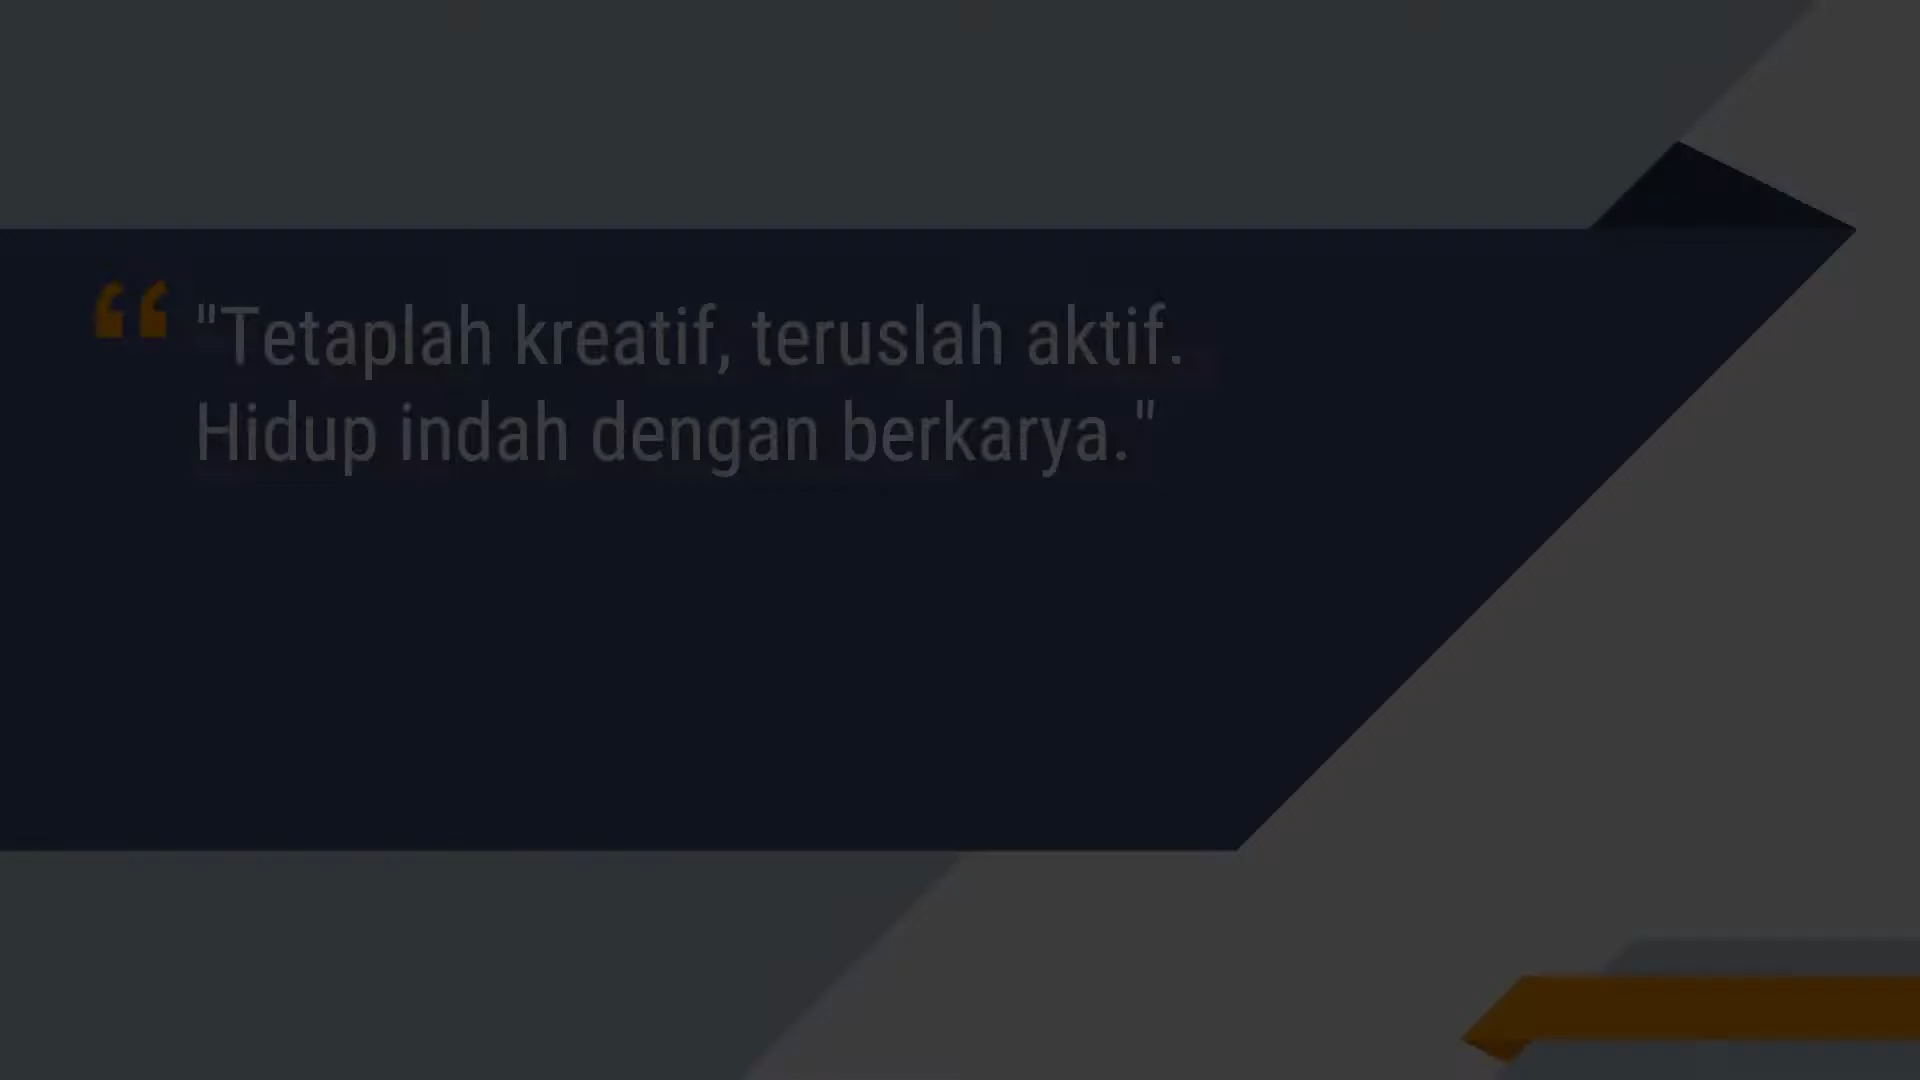 "Tetaplah kreatif, teruslah aktif.
Hidup indah dengan berkarya."